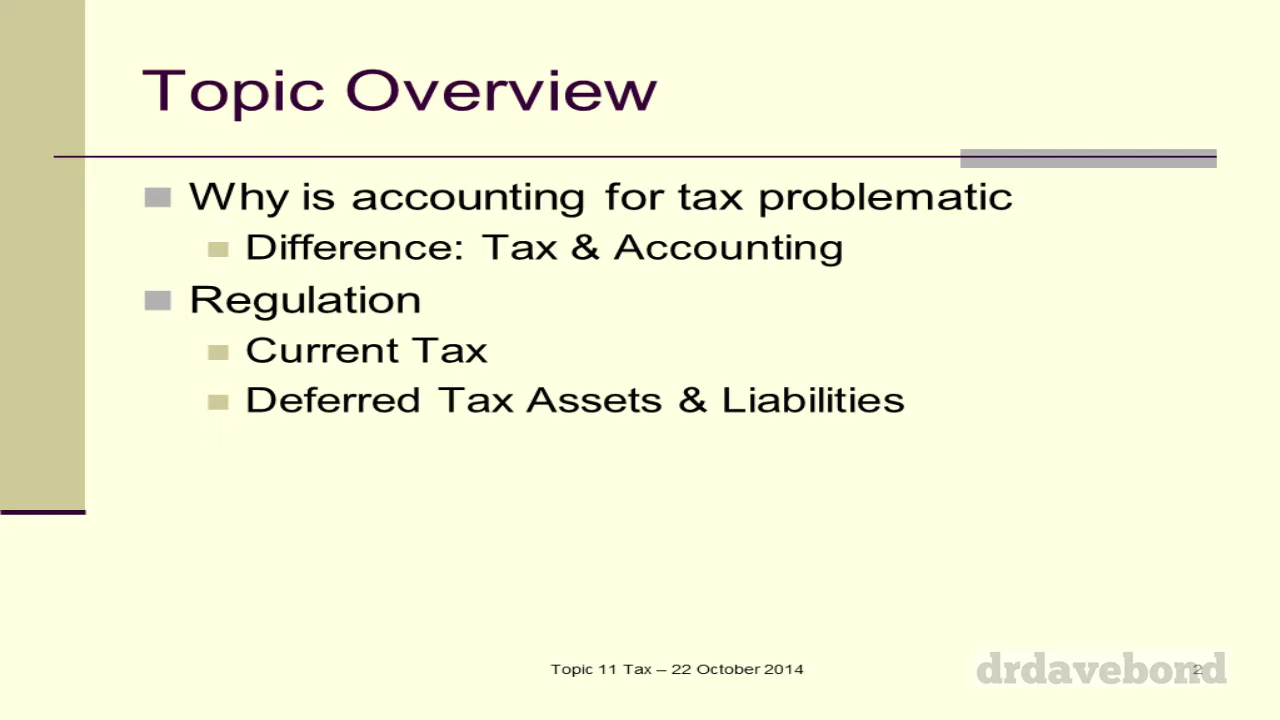 Topic Overview
Why is accounting for tax problematic
Difference: Tax & Accounting
Regulation
Current Tax
Deferred Tax Assets & Liabilities
Topic 11 Tax – 22 October 2014
drdavebond
2